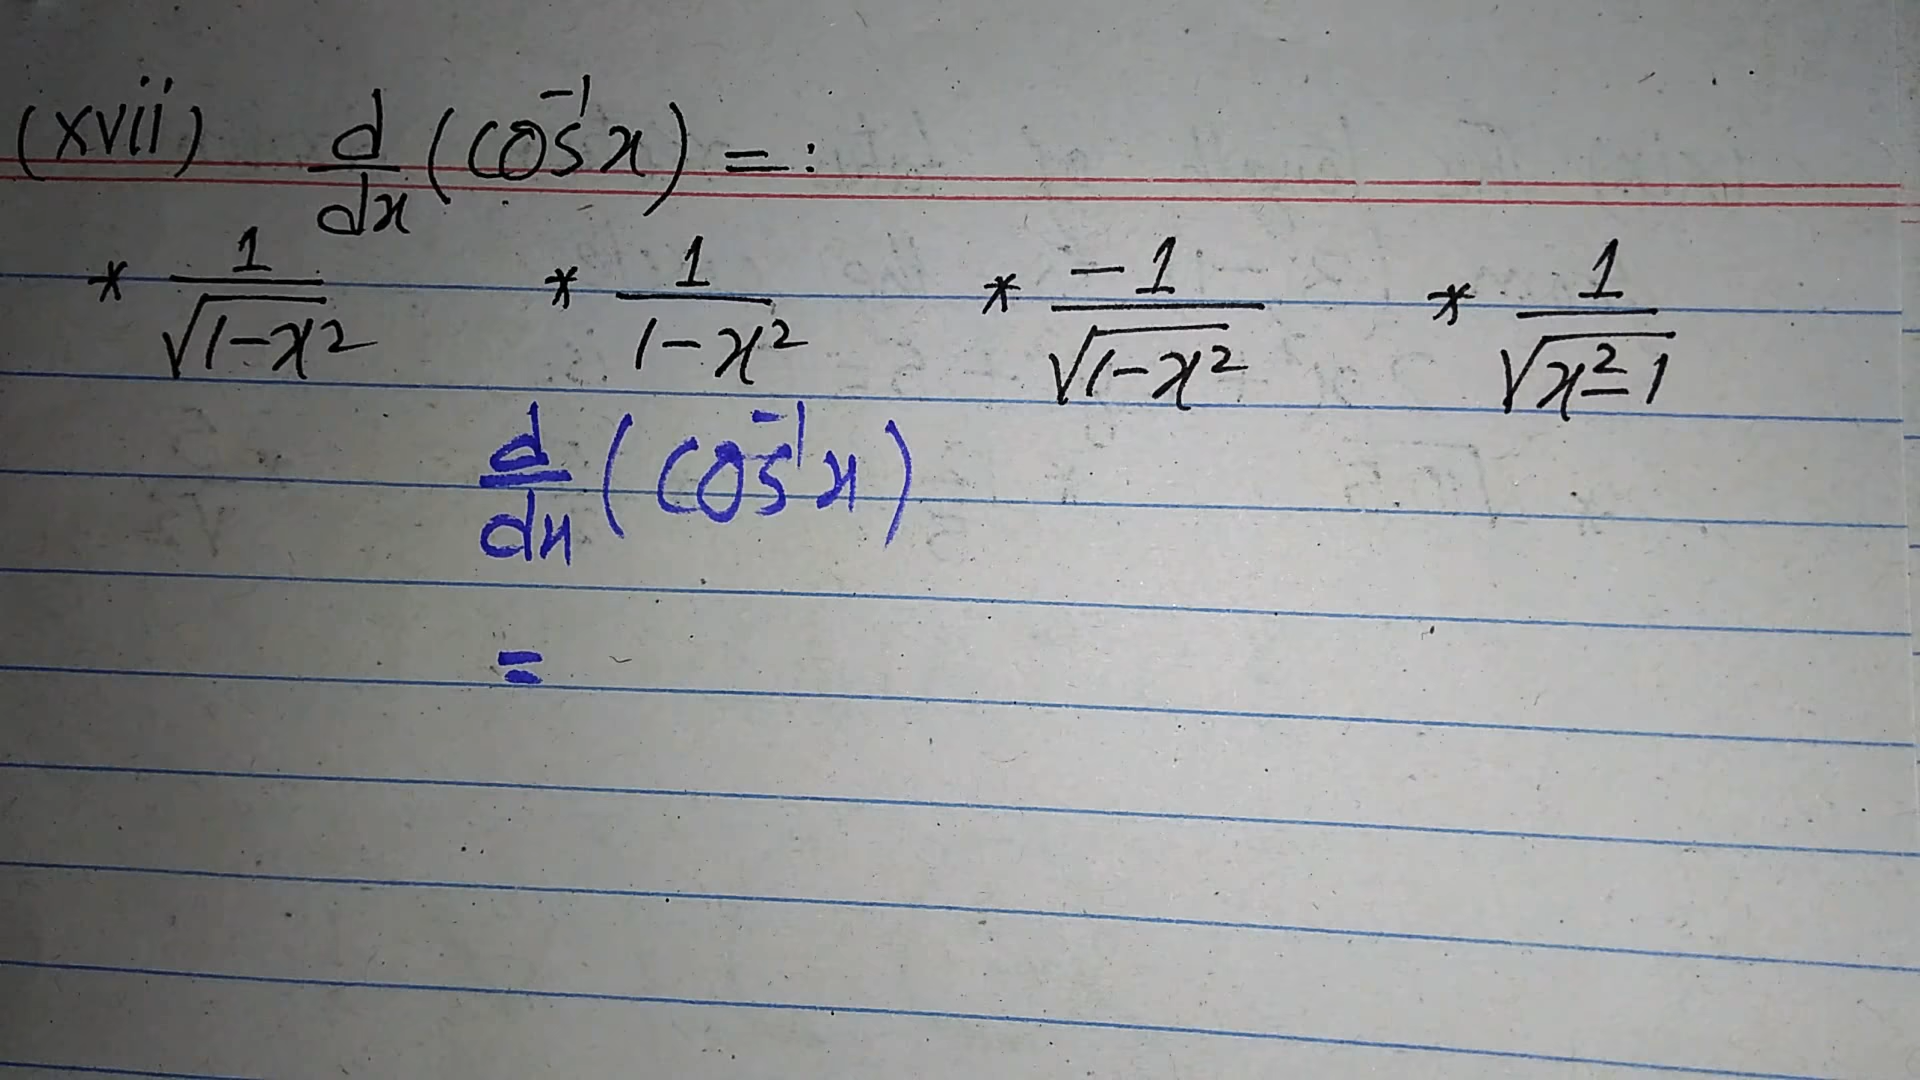 (xvii) d/dx (cos⁻¹x) = :
* 1/√(1-x²) * 1/(1-x²) * -1/√(1-x²) * 1/√(x²-1)
d/dx (cos⁻¹x)
=